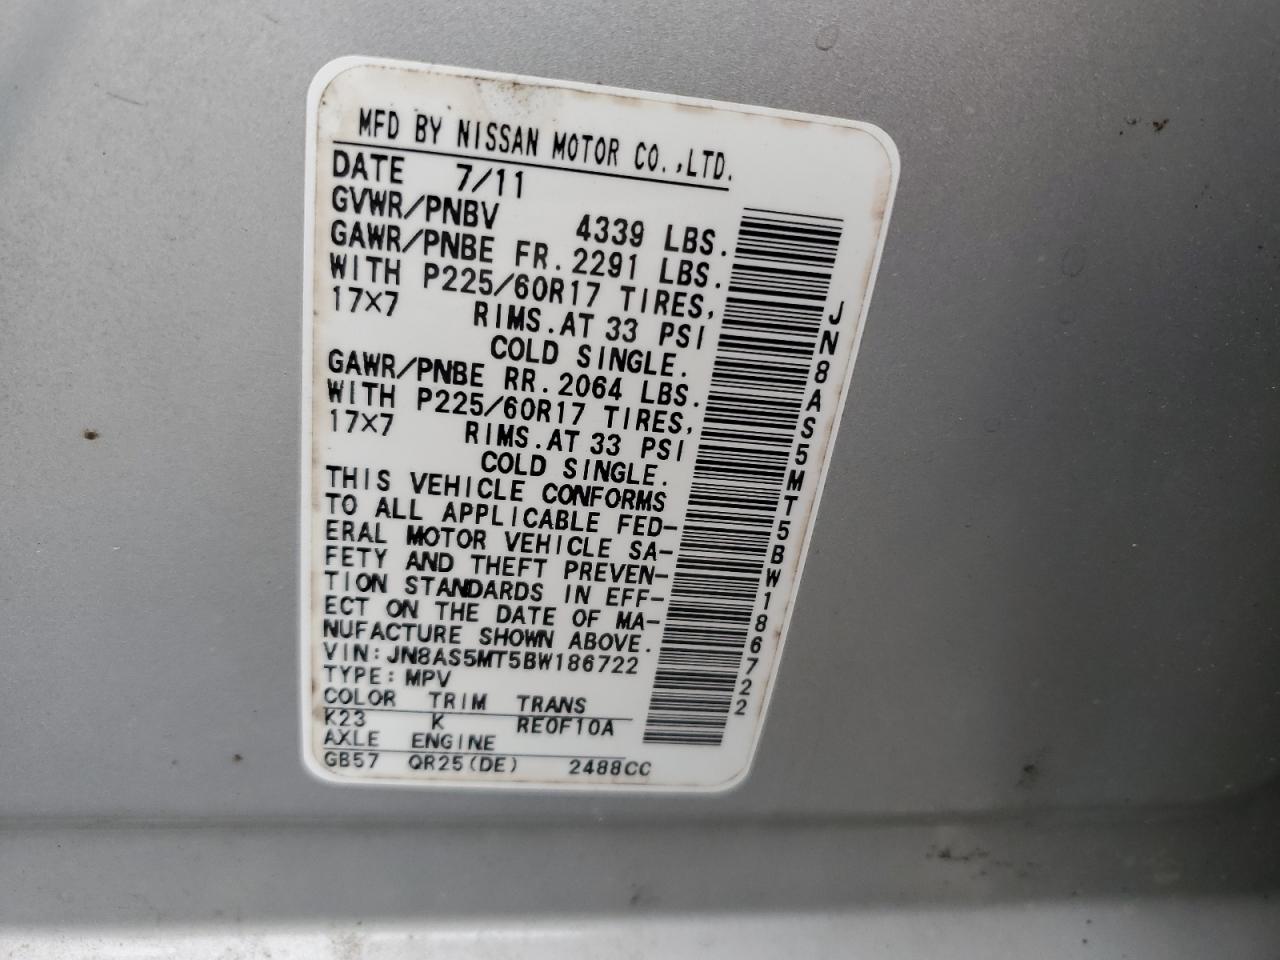 MFD BY NISSAN MOTOR CO.,LTD.
DATE 7/11
GVWR/PNBV 4339 LBS.
GAWR/PNBE FR.2291 LBS.
WITH P225/60R17 TIRES,
17×7 RIMS.AT 33 PSI
COLD SINGLE.
GAWR/PNBE RR.2064 LBS.
WITH P225/60R17 TIRES,
17×7 RIMS.AT 33 PSI
COLD SINGLE.
THIS VEHICLE CONFORMS
TO ALL APPLICABLE FED-
ERAL MOTOR VEHICLE SA-
FETY AND THEFT PREVEN-
TION STANDARDS IN EFF-
ECT ON THE DATE OF MA-
NUFACTURE SHOWN ABOVE.
VIN:JN8AS5MT5BW186722
TYPE:MPV
COLOR TRIM TRANS
K23 K RE0F10A
AXLE ENGINE
GB57 QR25(DE) 2488CC
JN8AS5MT5BW186722